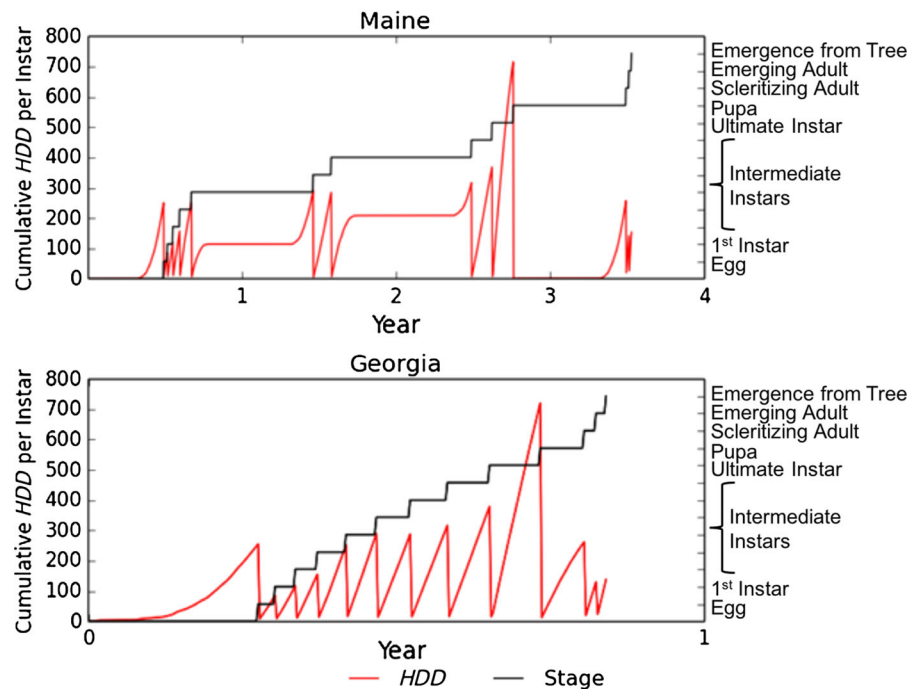 Maine
Cumulative HDD per Instar
800
700
600
500
400
300
200
100
0
Emergence from Tree
Emerging Adult
Scleritizing Adult
Pupa
Ultimate Instar
Intermediate
Instars
1st Instar
Egg
1 2 3 4
Year
Georgia
Cumulative HDD per Instar
800
700
600
500
400
300
200
100
0
Emergence from Tree
Emerging Adult
Scleritizing Adult
Pupa
Ultimate Instar
Intermediate
Instars
1st Instar
Egg
0 1
Year
HDD Stage